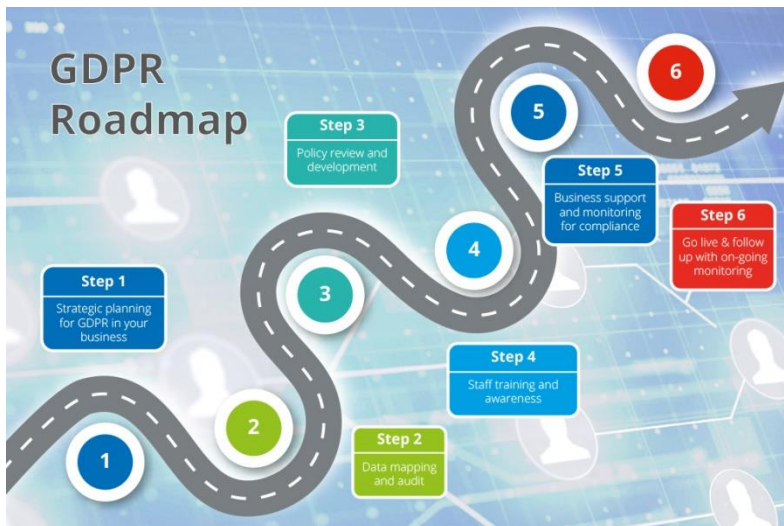 GDPR
Roadmap
Step 1
Strategic planning
for GDPR in your
business
1
2
Step 2
Data mapping
and audit
Step 3
Policy review and
development
3
4
Step 4
Staff training and
awareness
5
Step 5
Business support
and monitoring
for compliance
6
Step 6
Go live & follow
up with on-going
monitoring